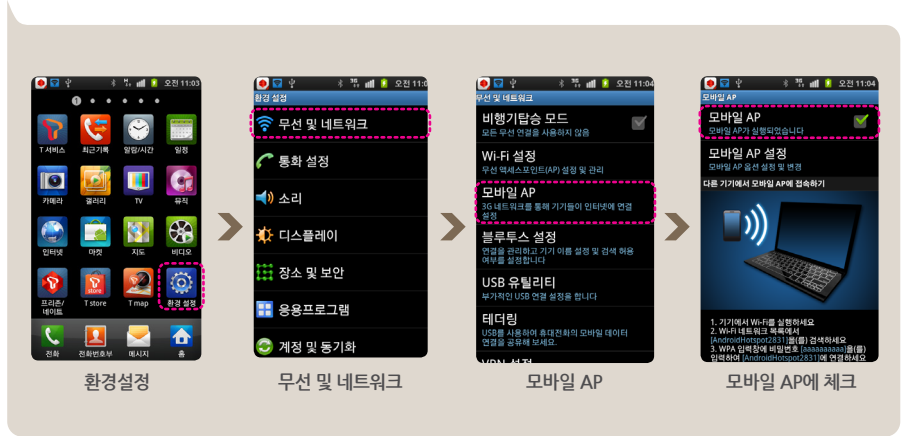 오전 11:03
1
T 서비스
최근기록
알람/시간
일정
카메라
갤러리
TV
뮤직
인터넷
마켓
지도
비디오
프리존/
네이트
T store
T map
환경 설정
전화
전화번호부
메시지
홈
환경설정
3G
오전 11:0
환경 설정
무선 및 네트워크
통화 설정
소리
디스플레이
장소 및 보안
응용프로그램
계정 및 동기화
무선 및 네트워크
3G
오전 11:04
무선 및 네트워크
비행기탑승 모드
모든 무선 연결을 사용하지 않음
Wi-Fi 설정
무선 액세스포인트(AP) 설정 및 관리
모바일 AP
3G 네트워크를 통해 기기들이 인터넷에 연결
설정
블루투스 설정
연결을 관리하고 기기 이름 설정 및 검색 허용
여부를 설정합니다
USB 유틸리티
부가적인 USB 연결 설정을 합니다
테더링
USB를 사용하여 휴대전화의 모바일 데이터
연결을 공유해 보세요.
VPN 설정
모바일 AP
3G
오전 11:04
모바일 AP
모바일 AP
모바일 AP가 실행되었습니다
모바일 AP 설정
모바일 AP 옵션 설정 및 변경
다른 기기에서 모바일 AP에 접속하기
1. 기기에서 Wi-Fi를 실행하세요
2. Wi-Fi 네트워크 목록에서
[AndroidHotspot2831]을(를) 검색하세요
3. WPA 입력창에 비밀번호 [aaaaaaaaaa]을(를)
입력하여 [AndroidHotspot2831]에 연결하세요
모바일 AP에 체크